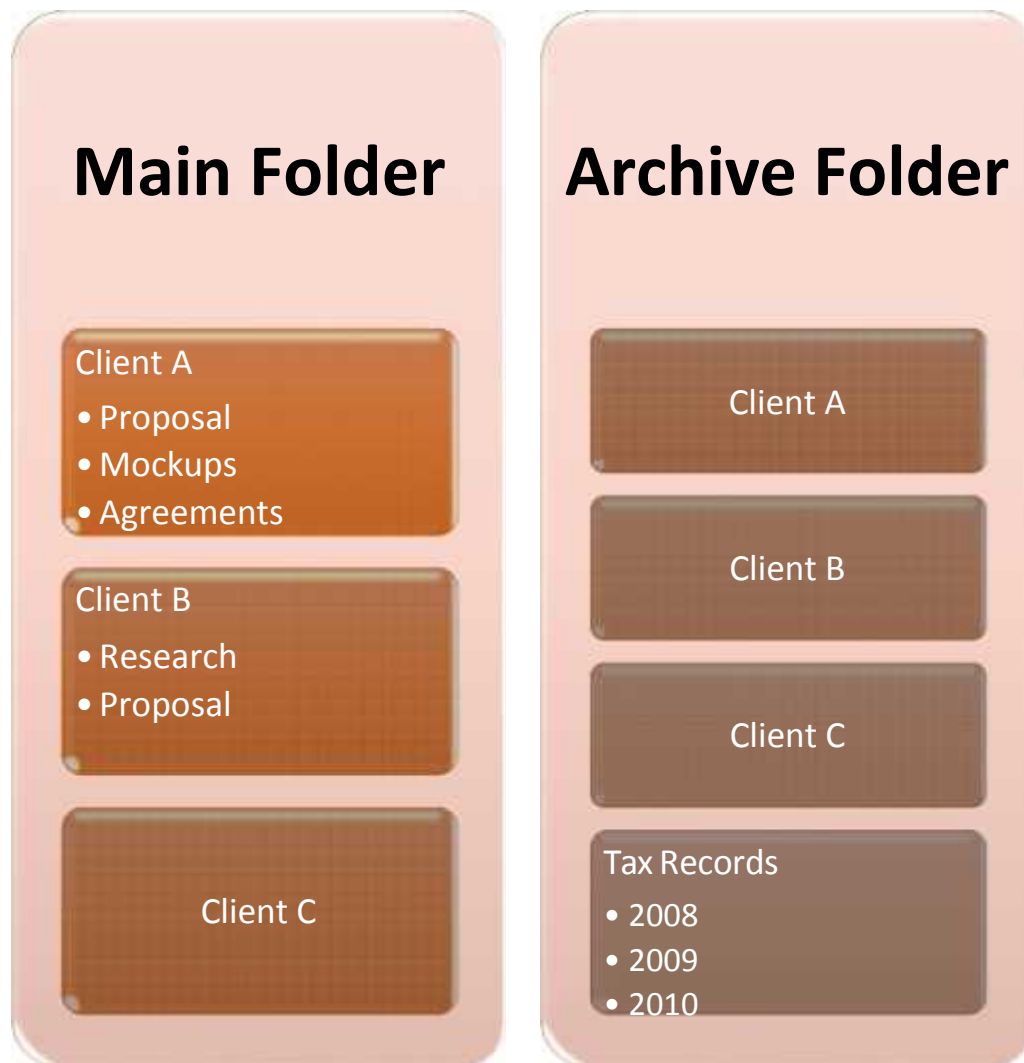 Main Folder
Client A
• Proposal
• Mockups
• Agreements
Client B
• Research
• Proposal
Client C
Archive Folder
Client A
Client B
Client C
Tax Records
• 2008
• 2009
• 2010